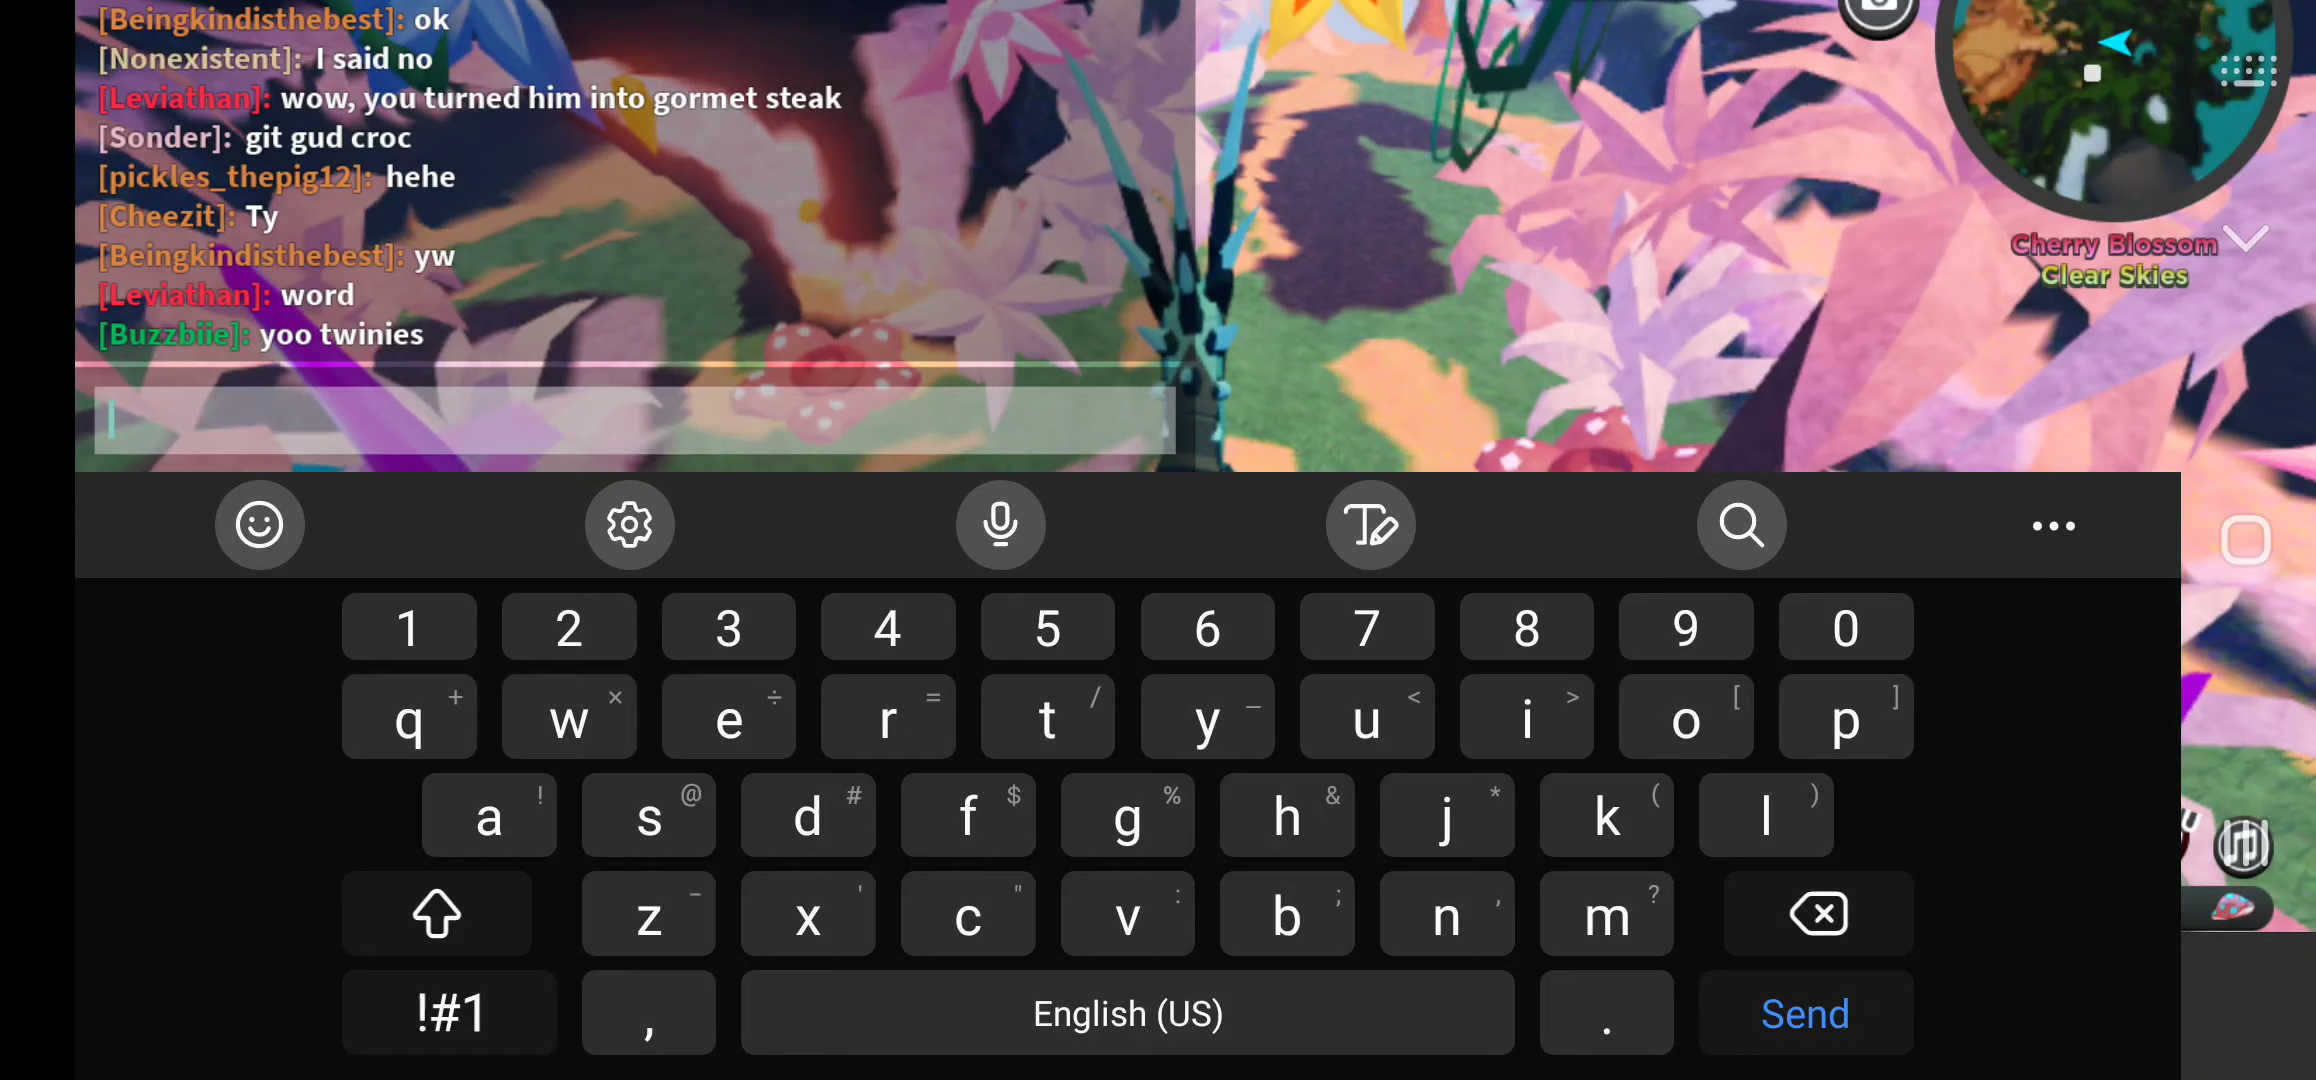 [Beingkindisthebest]: ok
[Nonexistent]: I said no
[Leviathan]: wow, you turned him into gormet steak
[Sonder]: git gud croc
[pickles_thepig12]: hehe
[Cheezit]: Ty
[Beingkindisthebest]: yw
[Leviathan]: word
[Buzzbiie]: yoo twinies
Cherry Blossom
Clear Skies
1 2 3 4 5 6 7 8 9 0
q + w × e ÷ r = t / y _ u < i > o [ p ]
a ! s @ d # f $ g % h & j * k ( l )
z - x ' c " v : b ; n , m ?
!#1 , English (US) . Send